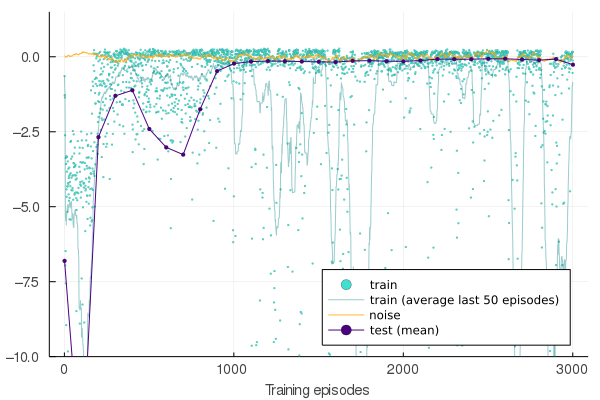 0.0
−2.5
−5.0
−7.5
−10.0
0
1000
2000
3000
Training episodes
train
train (average last 50 episodes)
noise
test (mean)